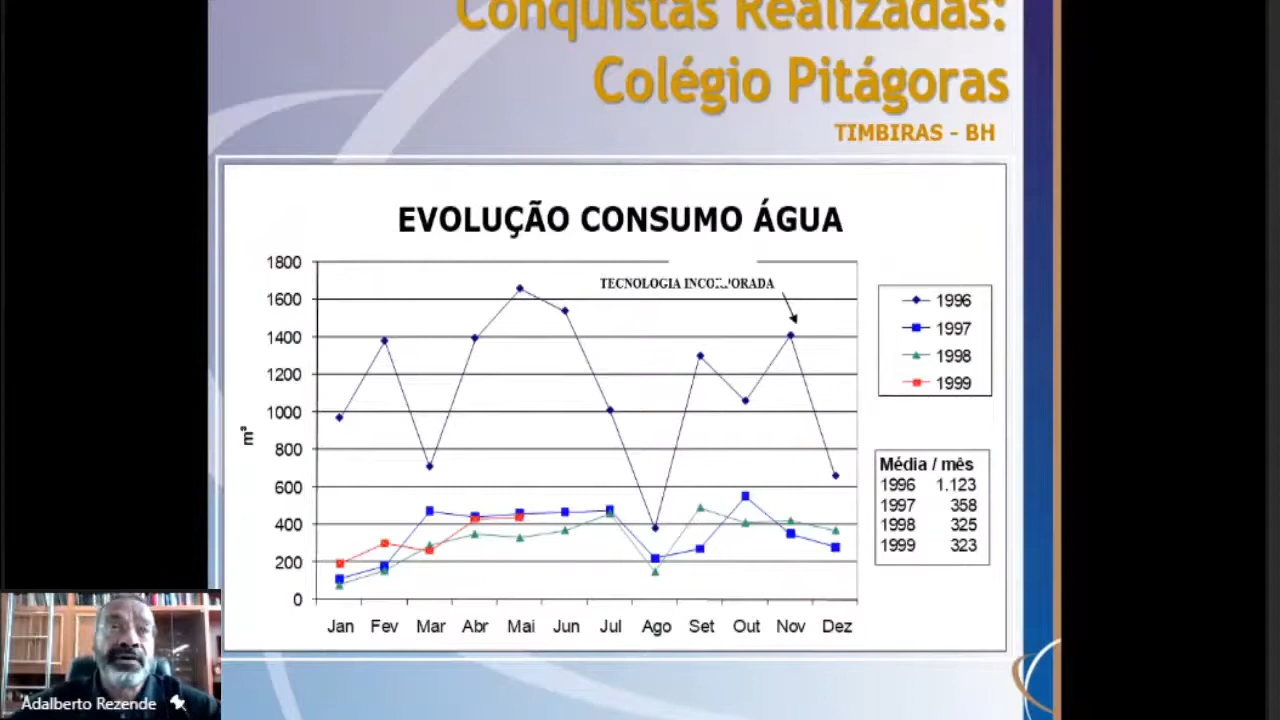 Conquistas Realizadas:
Colégio Pitágoras
TIMBIRAS - BH
EVOLUÇÃO CONSUMO ÁGUA
TECNOLOGIA INCORPORADA
m³
1800
1600
1400
1200
1000
800
600
400
200
0
Jan Fev Mar Abr Mai Jun Jul Ago Set Out Nov Dez
1996
1997
1998
1999
Média / mês
1996 1.123
1997 358
1998 325
1999 323
Adalberto Rezende